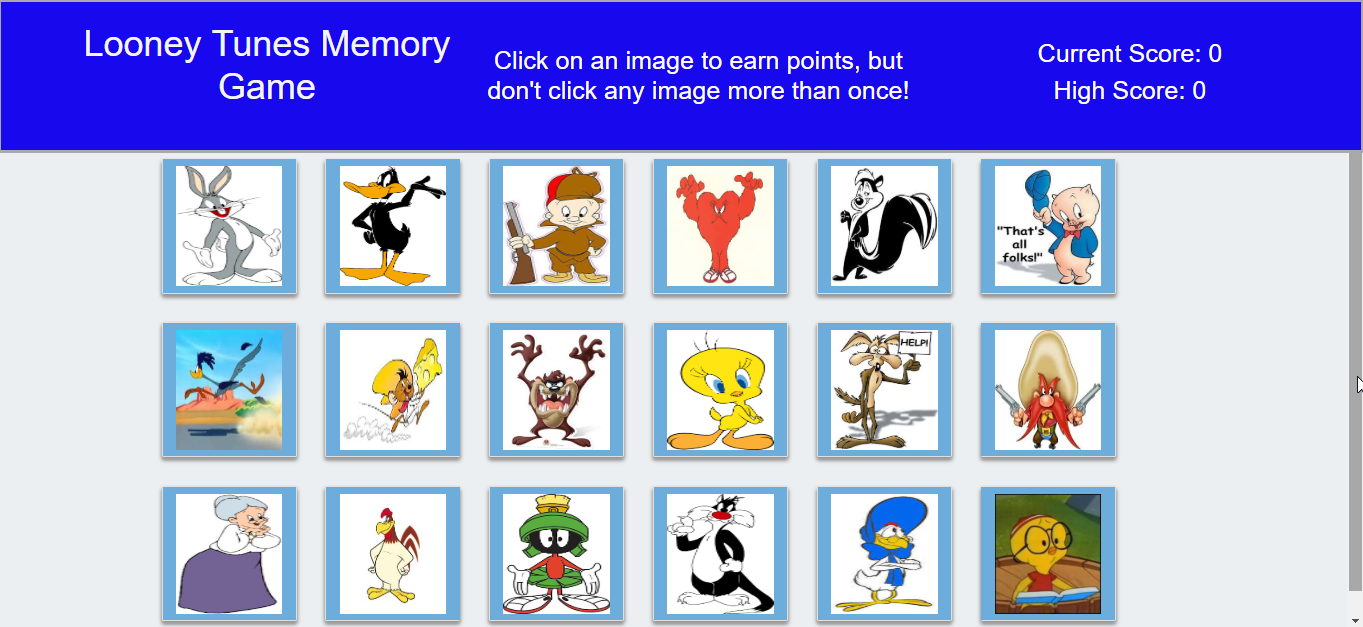 Looney Tunes Memory
Game
Click on an image to earn points, but
don't click any image more than once!
Current Score: 0
High Score: 0
"That's
all
folks!"
HELP!